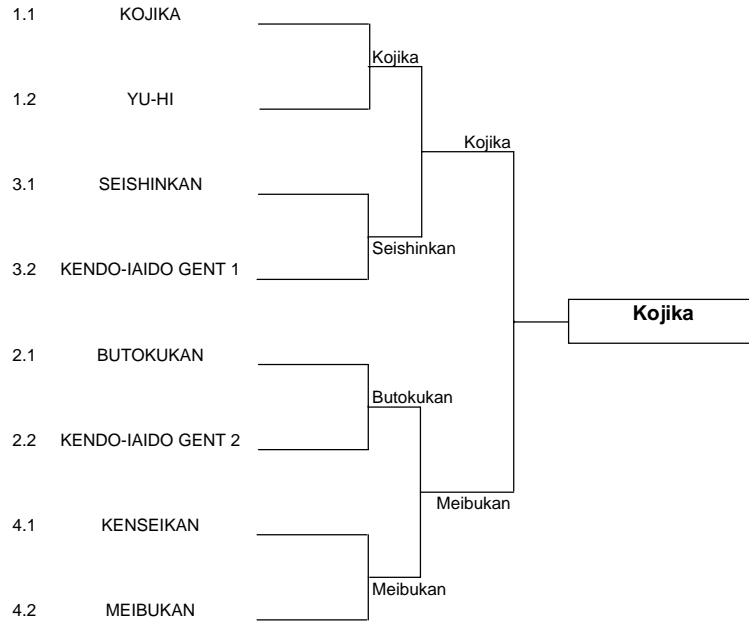 1.1 KOJIKA
Kojika
1.2 YU-HI
Kojika
3.1 SEISHINKAN
Seishinkan
3.2 KENDO-IAIDO GENT 1
Kojika
2.1 BUTOKUKAN
Butokukan
2.2 KENDO-IAIDO GENT 2
Meibukan
4.1 KENSEIKAN
Meibukan
4.2 MEIBUKAN